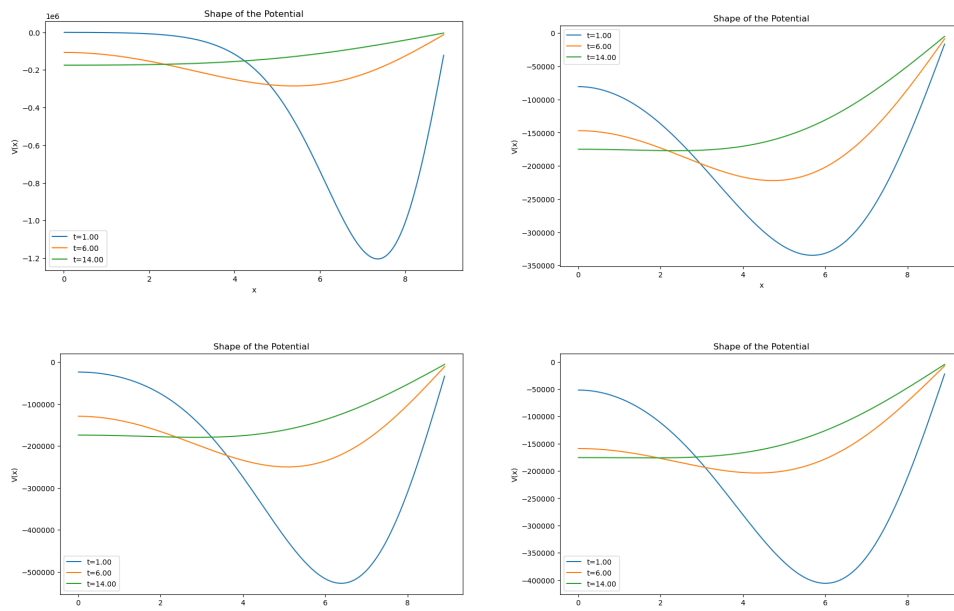 Shape of the Potential
1e6
0.0
−0.2
−0.4
−0.6
−0.8
−1.0
−1.2
V(x)
0 2 4 6 8
x
t=1.00
t=6.00
t=14.00
Shape of the Potential
0
−50000
−100000
−150000
−200000
−250000
−300000
−350000
V(x)
0 2 4 6 8
x
t=1.00
t=6.00
t=14.00
Shape of the Potential
0
−100000
−200000
−300000
−400000
−500000
V(x)
0 2 4 6 8
t=1.00
t=6.00
t=14.00
Shape of the Potential
0
−50000
−100000
−150000
−200000
−250000
−300000
−350000
−400000
V(x)
0 2 4 6 8
t=1.00
t=6.00
t=14.00